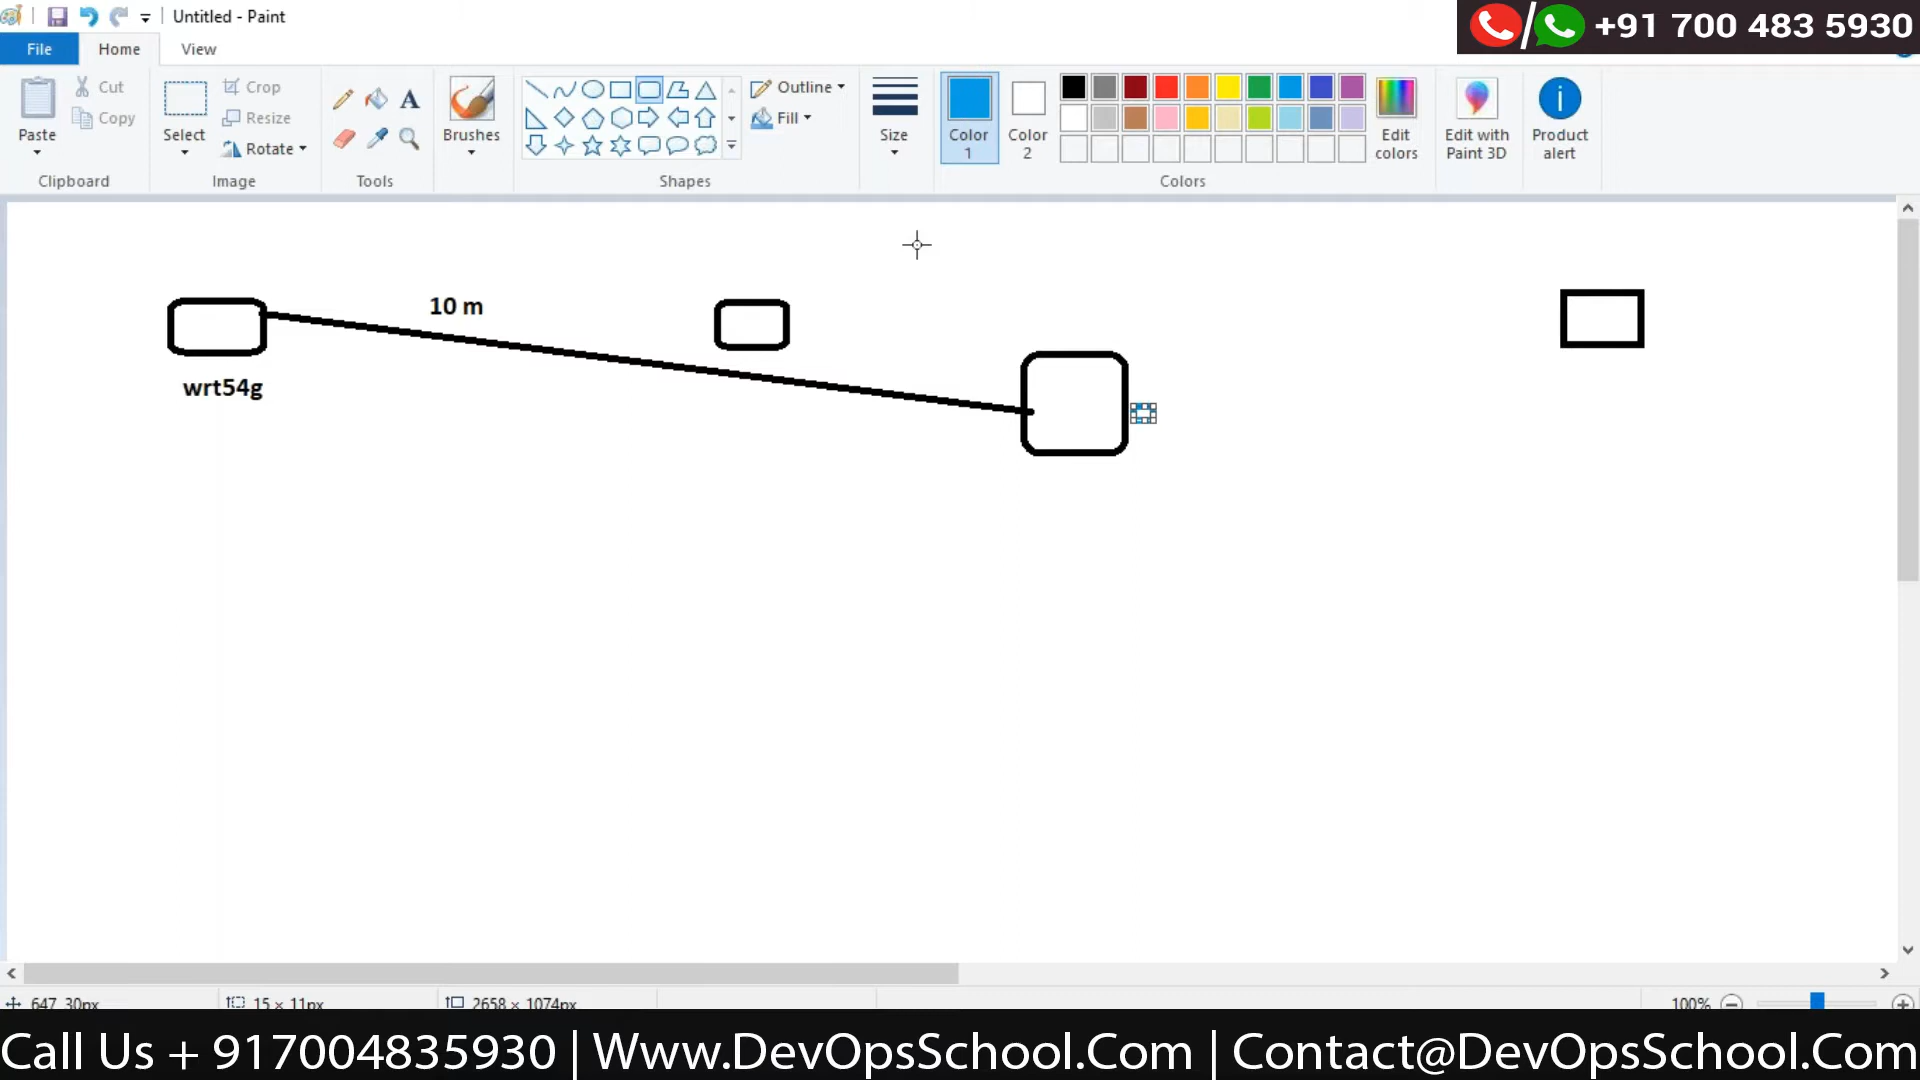 Untitled - Paint
+91 700 483 5930
File
Home
View
Paste
Cut
Copy
Clipboard
Select
Crop
Resize
Rotate
Image
Tools
Brushes
Shapes
Outline
Fill
Size
Color
1
Color
2
Colors
Edit
colors
Edit with
Paint 3D
Product
alert
10 m
wrt54g
647, 30px
15 × 11px
2658 × 1074px
100%
Call Us + 917004835930 | Www.DevOpsSchool.Com | Contact@DevOpsSchool.Com